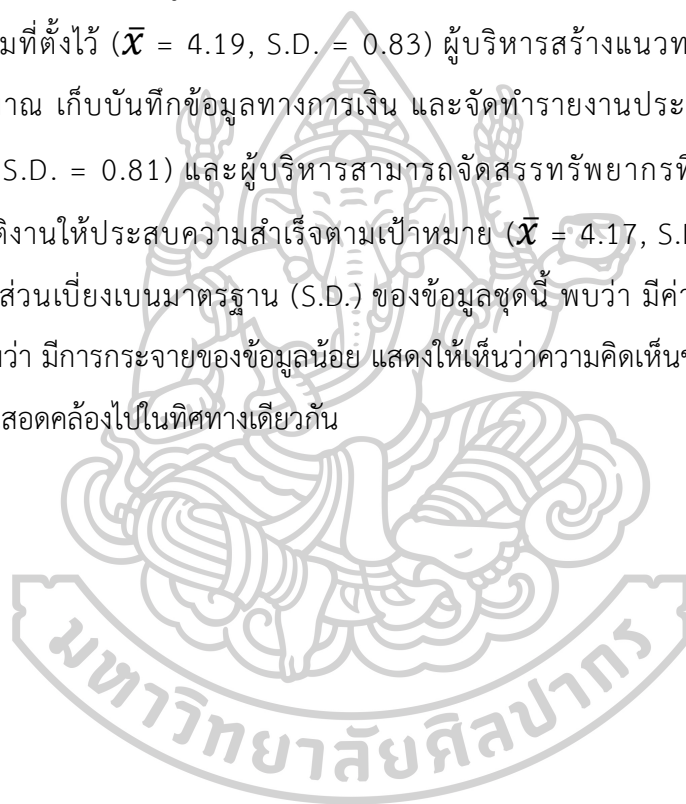 มที่ตั้งไว้ (x̄ = 4.19, S.D. = 0.83) ผู้บริหารสร้างแนวท
าณ เก็บบันทึกข้อมูลทางการเงิน และจัดทำรายงานประ
S.D. = 0.81) และผู้บริหารสามารถจัดสรรทรัพยากรที
ติงานให้ประสบความสำเร็จตามเป้าหมาย (x̄ = 4.17, S.
ส่วนเบี่ยงเบนมาตรฐาน (S.D.) ของข้อมูลชุดนี้ พบว่า มีค่า
ว่า มีการกระจายของข้อมูลน้อย แสดงให้เห็นว่าความคิดเห็น
สอดคล้องไปในทิศทางเดียวกัน
มหาวิทยาลัยศิลปากร